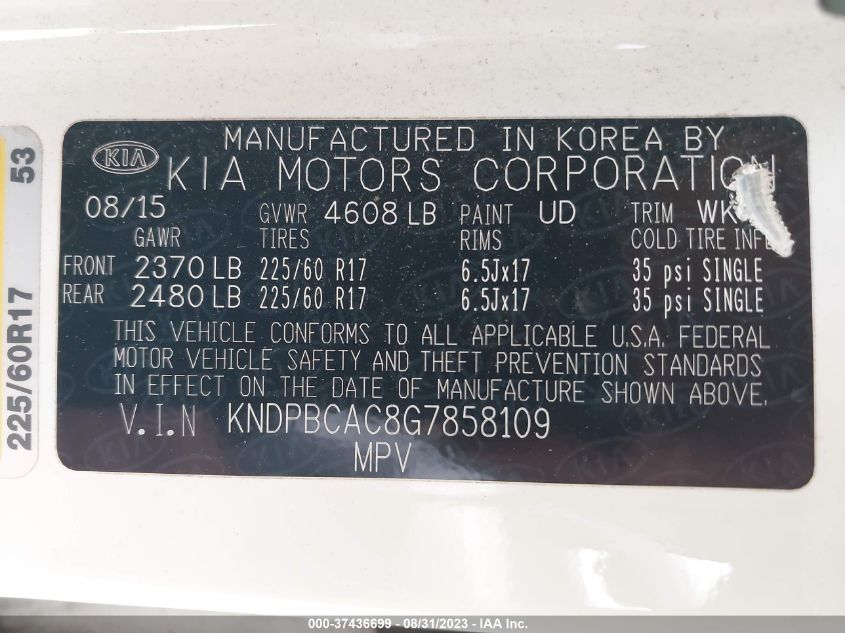 MANUFACTURED IN KOREA BY
KIA KIA MOTORS CORPORATION
08/15 GVWR 4608 LB PAINT UD TRIM WK
GAWR TIRES RIMS COLD TIRE INFL
FRONT 2370 LB 225/60 R17 6.5Jx17 35 psi SINGLE
REAR 2480 LB 225/60 R17 6.5Jx17 35 psi SINGLE
THIS VEHICLE CONFORMS TO ALL APPLICABLE U.S.A. FEDERAL
MOTOR VEHICLE SAFETY AND THEFT PREVENTION STANDARDS
IN EFFECT ON THE DATE OF MANUFACTURE SHOWN ABOVE.
V.I.N KNDPBCAC8G7858109
MPV
225/60R17 53
000-37436699 - 08/31/2023 - IAA Inc.